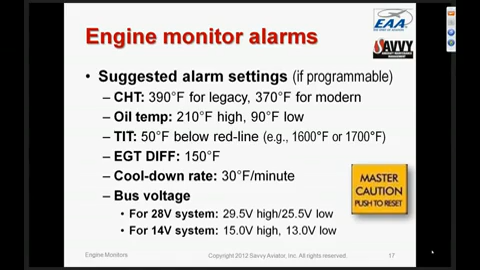 Engine monitor alarms
EAA
SAVVY
• Suggested alarm settings (if programmable)
– CHT: 390°F for legacy, 370°F for modern
– Oil temp: 210°F high, 90°F low
– TIT: 50°F below red-line (e.g., 1600°F or 1700°F)
– EGT DIFF: 150°F
– Cool-down rate: 30°F/minute
– Bus voltage
• For 28V system: 29.5V high/25.5V low
• For 14V system: 15.0V high, 13.0V low
MASTER
CAUTION
PUSH TO RESET
Engine Monitors
Copyright 2012 Savvy Aviator, Inc. All rights reserved.
17